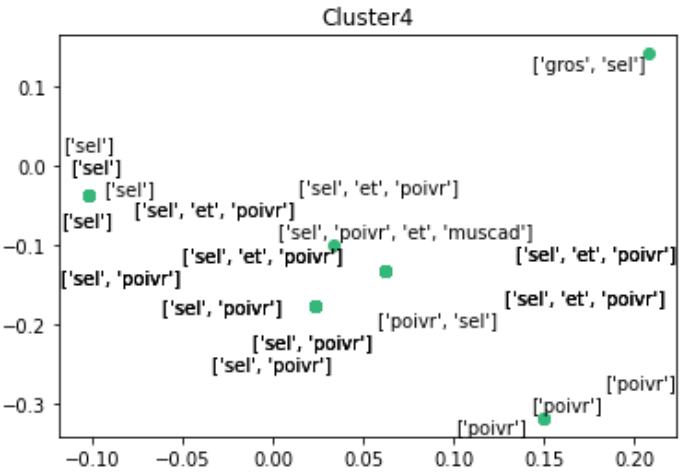 Cluster4
['gros', 'sel']
0.1
['sel']
0.0
['sel']
['sel']
['sel', 'et', 'poivr']
['sel', 'et', 'poivr']
['sel']
['sel', 'poivr', 'et', 'muscad']
−0.1
['sel', 'et', 'poivr']
['sel', 'et', 'poivr']
['sel', 'poivr']
['sel', 'et', 'poivr']
['sel', 'poivr']
['poivr', 'sel']
−0.2
['sel', 'poivr']
['sel', 'poivr']
['poivr']
['poivr']
−0.3
['poivr']
−0.10 −0.05 0.00 0.05 0.10 0.15 0.20